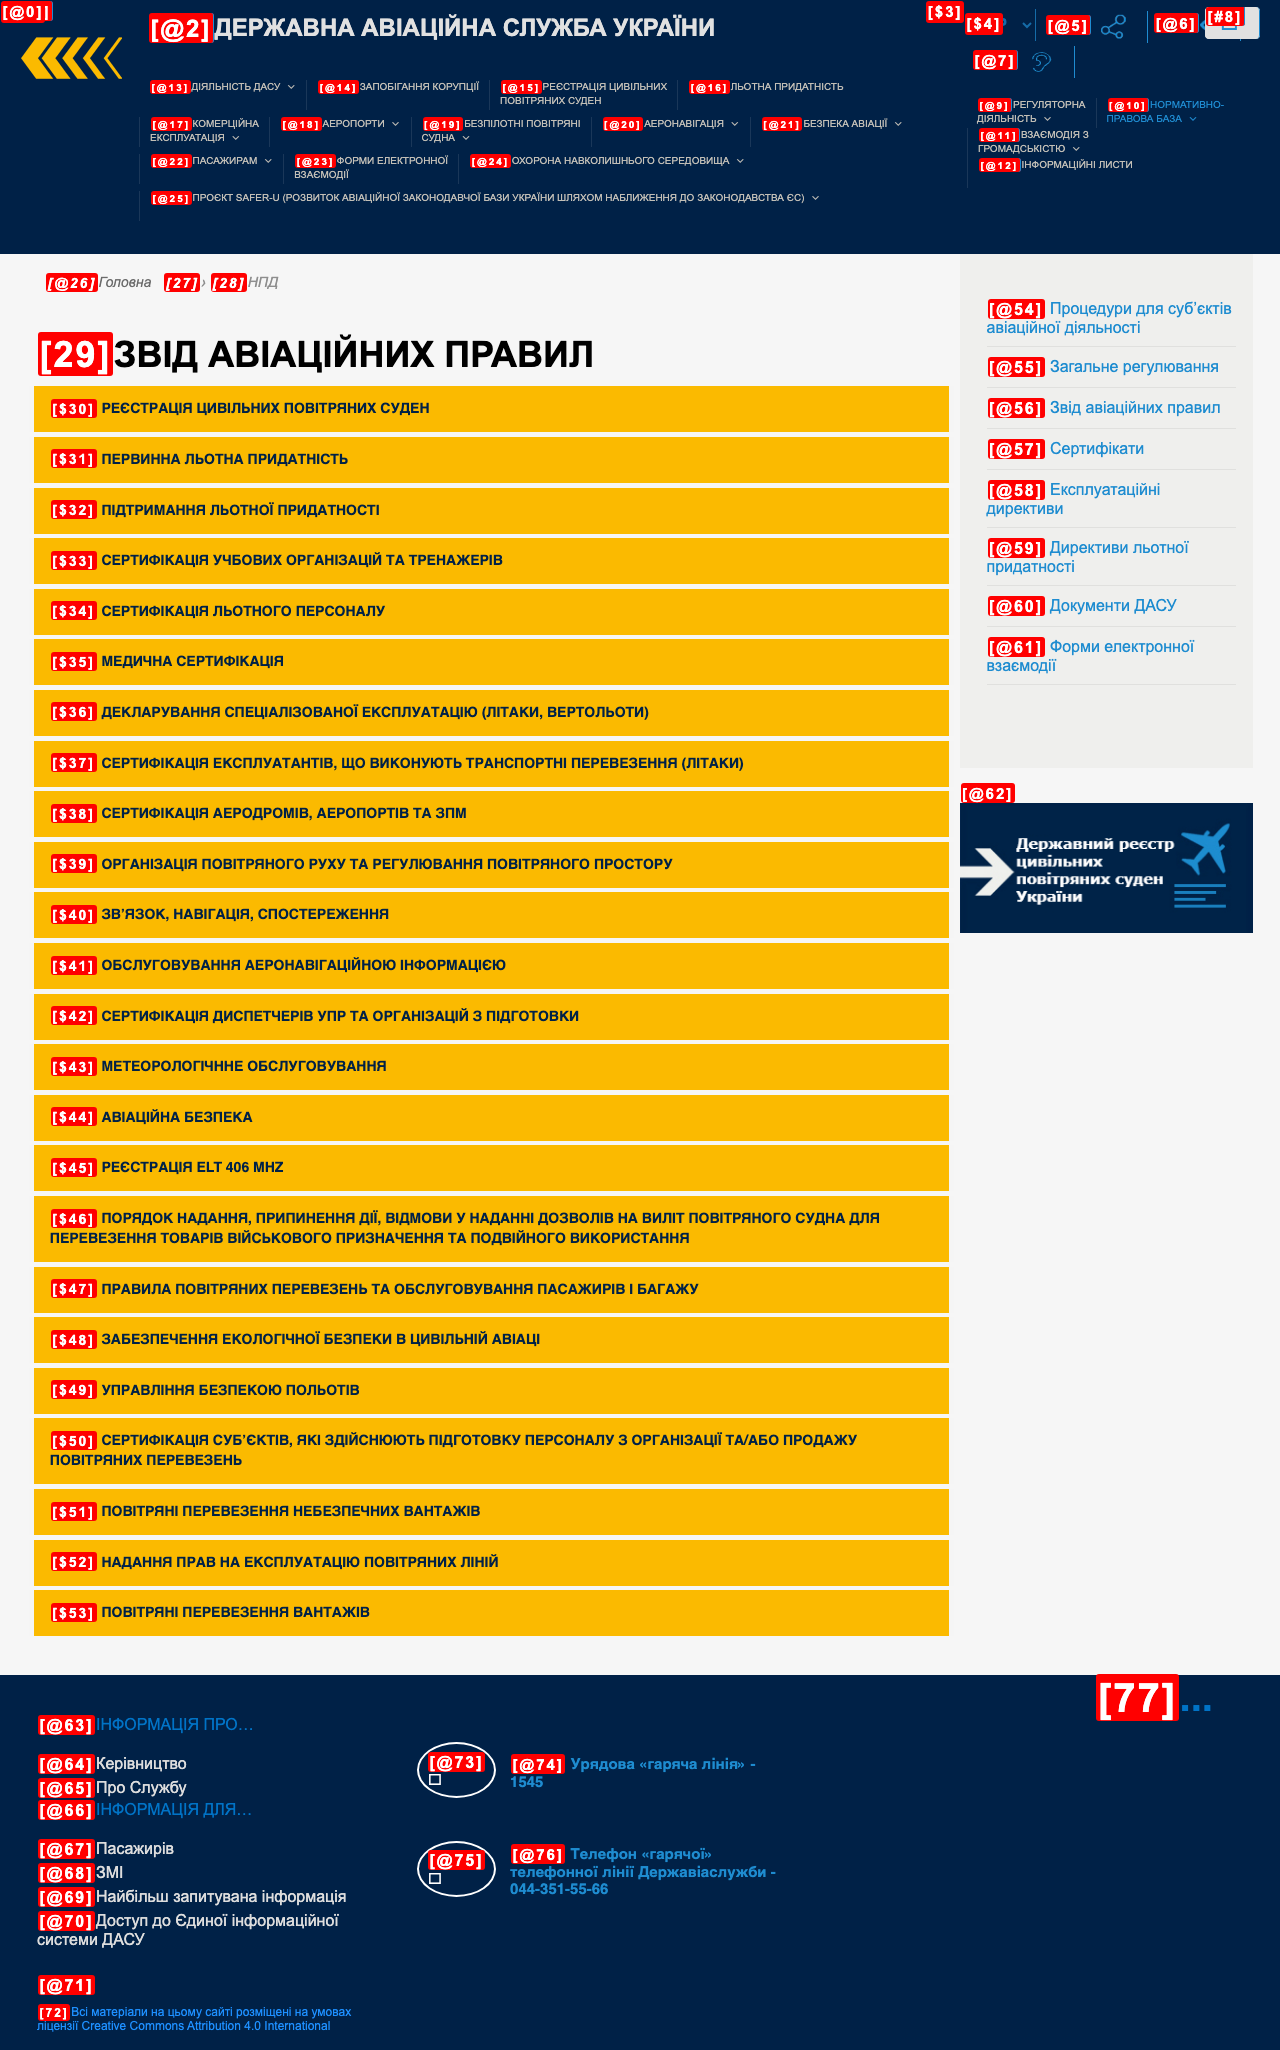 [@0]
[@2]ДЕРЖАВНА АВІАЦІЙНА СЛУЖБА УКРАЇНИ
[$3]
[$4]
[@5]
[@6]
[#8]
[@7]
[@13]ДІЯЛЬНІСТЬ ДАСУ
[@14]ЗАПОБІГАННЯ КОРУПЦІЇ
[@15]РЕЄСТРАЦІЯ ЦИВІЛЬНИХ
ПОВІТРЯНИХ СУДЕН
[@16]ЛЬОТНА ПРИДАТНІСТЬ
[@17]КОМЕРЦІЙНА
ЕКСПЛУАТАЦІЯ
[@18]АЕРОПОРТИ
[@19]БЕЗПІЛОТНІ ПОВІТРЯНІ
СУДНА
[@20]АЕРОНАВІГАЦІЯ
[@21]БЕЗПЕКА АВІАЦІЇ
[@22]ПАСАЖИРАМ
[@23]ФОРМИ ЕЛЕКТРОННОЇ
ВЗАЄМОДІЇ
[@24]ОХОРОНА НАВКОЛИШНЬОГО СЕРЕДОВИЩА
[@25]ПРОЄКТ SAFER-U (РОЗВИТОК АВІАЦІЙНОЇ ЗАКОНОДАВЧОЇ БАЗИ УКРАЇНИ ШЛЯХОМ НАБЛИЖЕННЯ ДО ЗАКОНОДАВСТВА ЄС)
[@9]РЕГУЛЯТОРНА
ДІЯЛЬНІСТЬ
[@10]НОРМАТИВНО-
ПРАВОВА БАЗА
[@11]ВЗАЄМОДІЯ З
ГРОМАДСЬКІСТЮ
[@12]ІНФОРМАЦІЙНІ ЛИСТИ
[@26]Головна [27]› [28]НПД
[29]ЗВІД АВІАЦІЙНИХ ПРАВИЛ
[$30] РЕЄСТРАЦІЯ ЦИВІЛЬНИХ ПОВІТРЯНИХ СУДЕН
[$31] ПЕРВИННА ЛЬОТНА ПРИДАТНІСТЬ
[$32] ПІДТРИМАННЯ ЛЬОТНОЇ ПРИДАТНОСТІ
[$33] СЕРТИФІКАЦІЯ УЧБОВИХ ОРГАНІЗАЦІЙ ТА ТРЕНАЖЕРІВ
[$34] СЕРТИФІКАЦІЯ ЛЬОТНОГО ПЕРСОНАЛУ
[$35] МЕДИЧНА СЕРТИФІКАЦІЯ
[$36] ДЕКЛАРУВАННЯ СПЕЦІАЛІЗОВАНОЇ ЕКСПЛУАТАЦІЮ (ЛІТАКИ, ВЕРТОЛЬОТИ)
[$37] СЕРТИФІКАЦІЯ ЕКСПЛУАТАНТІВ, ЩО ВИКОНУЮТЬ ТРАНСПОРТНІ ПЕРЕВЕЗЕННЯ (ЛІТАКИ)
[$38] СЕРТИФІКАЦІЯ АЕРОДРОМІВ, АЕРОПОРТІВ ТА ЗПМ
[$39] ОРГАНІЗАЦІЯ ПОВІТРЯНОГО РУХУ ТА РЕГУЛЮВАННЯ ПОВІТРЯНОГО ПРОСТОРУ
[$40] ЗВ’ЯЗОК, НАВІГАЦІЯ, СПОСТЕРЕЖЕННЯ
[$41] ОБСЛУГОВУВАННЯ АЕРОНАВІГАЦІЙНОЮ ІНФОРМАЦІЄЮ
[$42] СЕРТИФІКАЦІЯ ДИСПЕТЧЕРІВ УПР ТА ОРГАНІЗАЦІЙ З ПІДГОТОВКИ
[$43] МЕТЕОРОЛОГІЧННЕ ОБСЛУГОВУВАННЯ
[$44] АВІАЦІЙНА БЕЗПЕКА
[$45] РЕЄСТРАЦІЯ ELT 406 MHZ
[$46] ПОРЯДОК НАДАННЯ, ПРИПИНЕННЯ ДІЇ, ВІДМОВИ У НАДАННІ ДОЗВОЛІВ НА ВИЛІТ ПОВІТРЯНОГО СУДНА ДЛЯ
ПЕРЕВЕЗЕННЯ ТОВАРІВ ВІЙСЬКОВОГО ПРИЗНАЧЕННЯ ТА ПОДВІЙНОГО ВИКОРИСТАННЯ
[$47] ПРАВИЛА ПОВІТРЯНИХ ПЕРЕВЕЗЕНЬ ТА ОБСЛУГОВУВАННЯ ПАСАЖИРІВ І БАГАЖУ
[$48] ЗАБЕЗПЕЧЕННЯ ЕКОЛОГІЧНОЇ БЕЗПЕКИ В ЦИВІЛЬНІЙ АВІАЦІ
[$49] УПРАВЛІННЯ БЕЗПЕКОЮ ПОЛЬОТІВ
[$50] СЕРТИФІКАЦІЯ СУБ’ЄКТІВ, ЯКІ ЗДІЙСНЮЮТЬ ПІДГОТОВКУ ПЕРСОНАЛУ З ОРГАНІЗАЦІЇ ТА/АБО ПРОДАЖУ
ПОВІТРЯНИХ ПЕРЕВЕЗЕНЬ
[$51] ПОВІТРЯНІ ПЕРЕВЕЗЕННЯ НЕБЕЗПЕЧНИХ ВАНТАЖІВ
[$52] НАДАННЯ ПРАВ НА ЕКСПЛУАТАЦІЮ ПОВІТРЯНИХ ЛІНІЙ
[$53] ПОВІТРЯНІ ПЕРЕВЕЗЕННЯ ВАНТАЖІВ
[@54] Процедури для суб’єктів
авіаційної діяльності
[@55] Загальне регулювання
[@56] Звід авіаційних правил
[@57] Сертифікати
[@58] Експлуатаційні
директиви
[@59] Директиви льотної
придатності
[@60] Документи ДАСУ
[@61] Форми електронної
взаємодії
[@62]
Державний реєстр
цивільних
повітряних суден
України
[77]...
[@63]ІНФОРМАЦІЯ ПРО...
[@64]Керівництво
[@65]Про Службу
[@66]ІНФОРМАЦІЯ ДЛЯ...
[@67]Пасажирів
[@68]ЗМІ
[@69]Найбільш запитувана інформація
[@70]Доступ до Єдиної інформаційної
системи ДАСУ
[@71]
[72]Всі матеріали на цьому сайті розміщені на умовах
ліцензії Creative Commons Attribution 4.0 International
[@73]
[@74] Урядова «гаряча лінія» -
1545
[@75]
[@76] Телефон «гарячої»
телефонної лінії Державіаслужби -
044-351-55-66